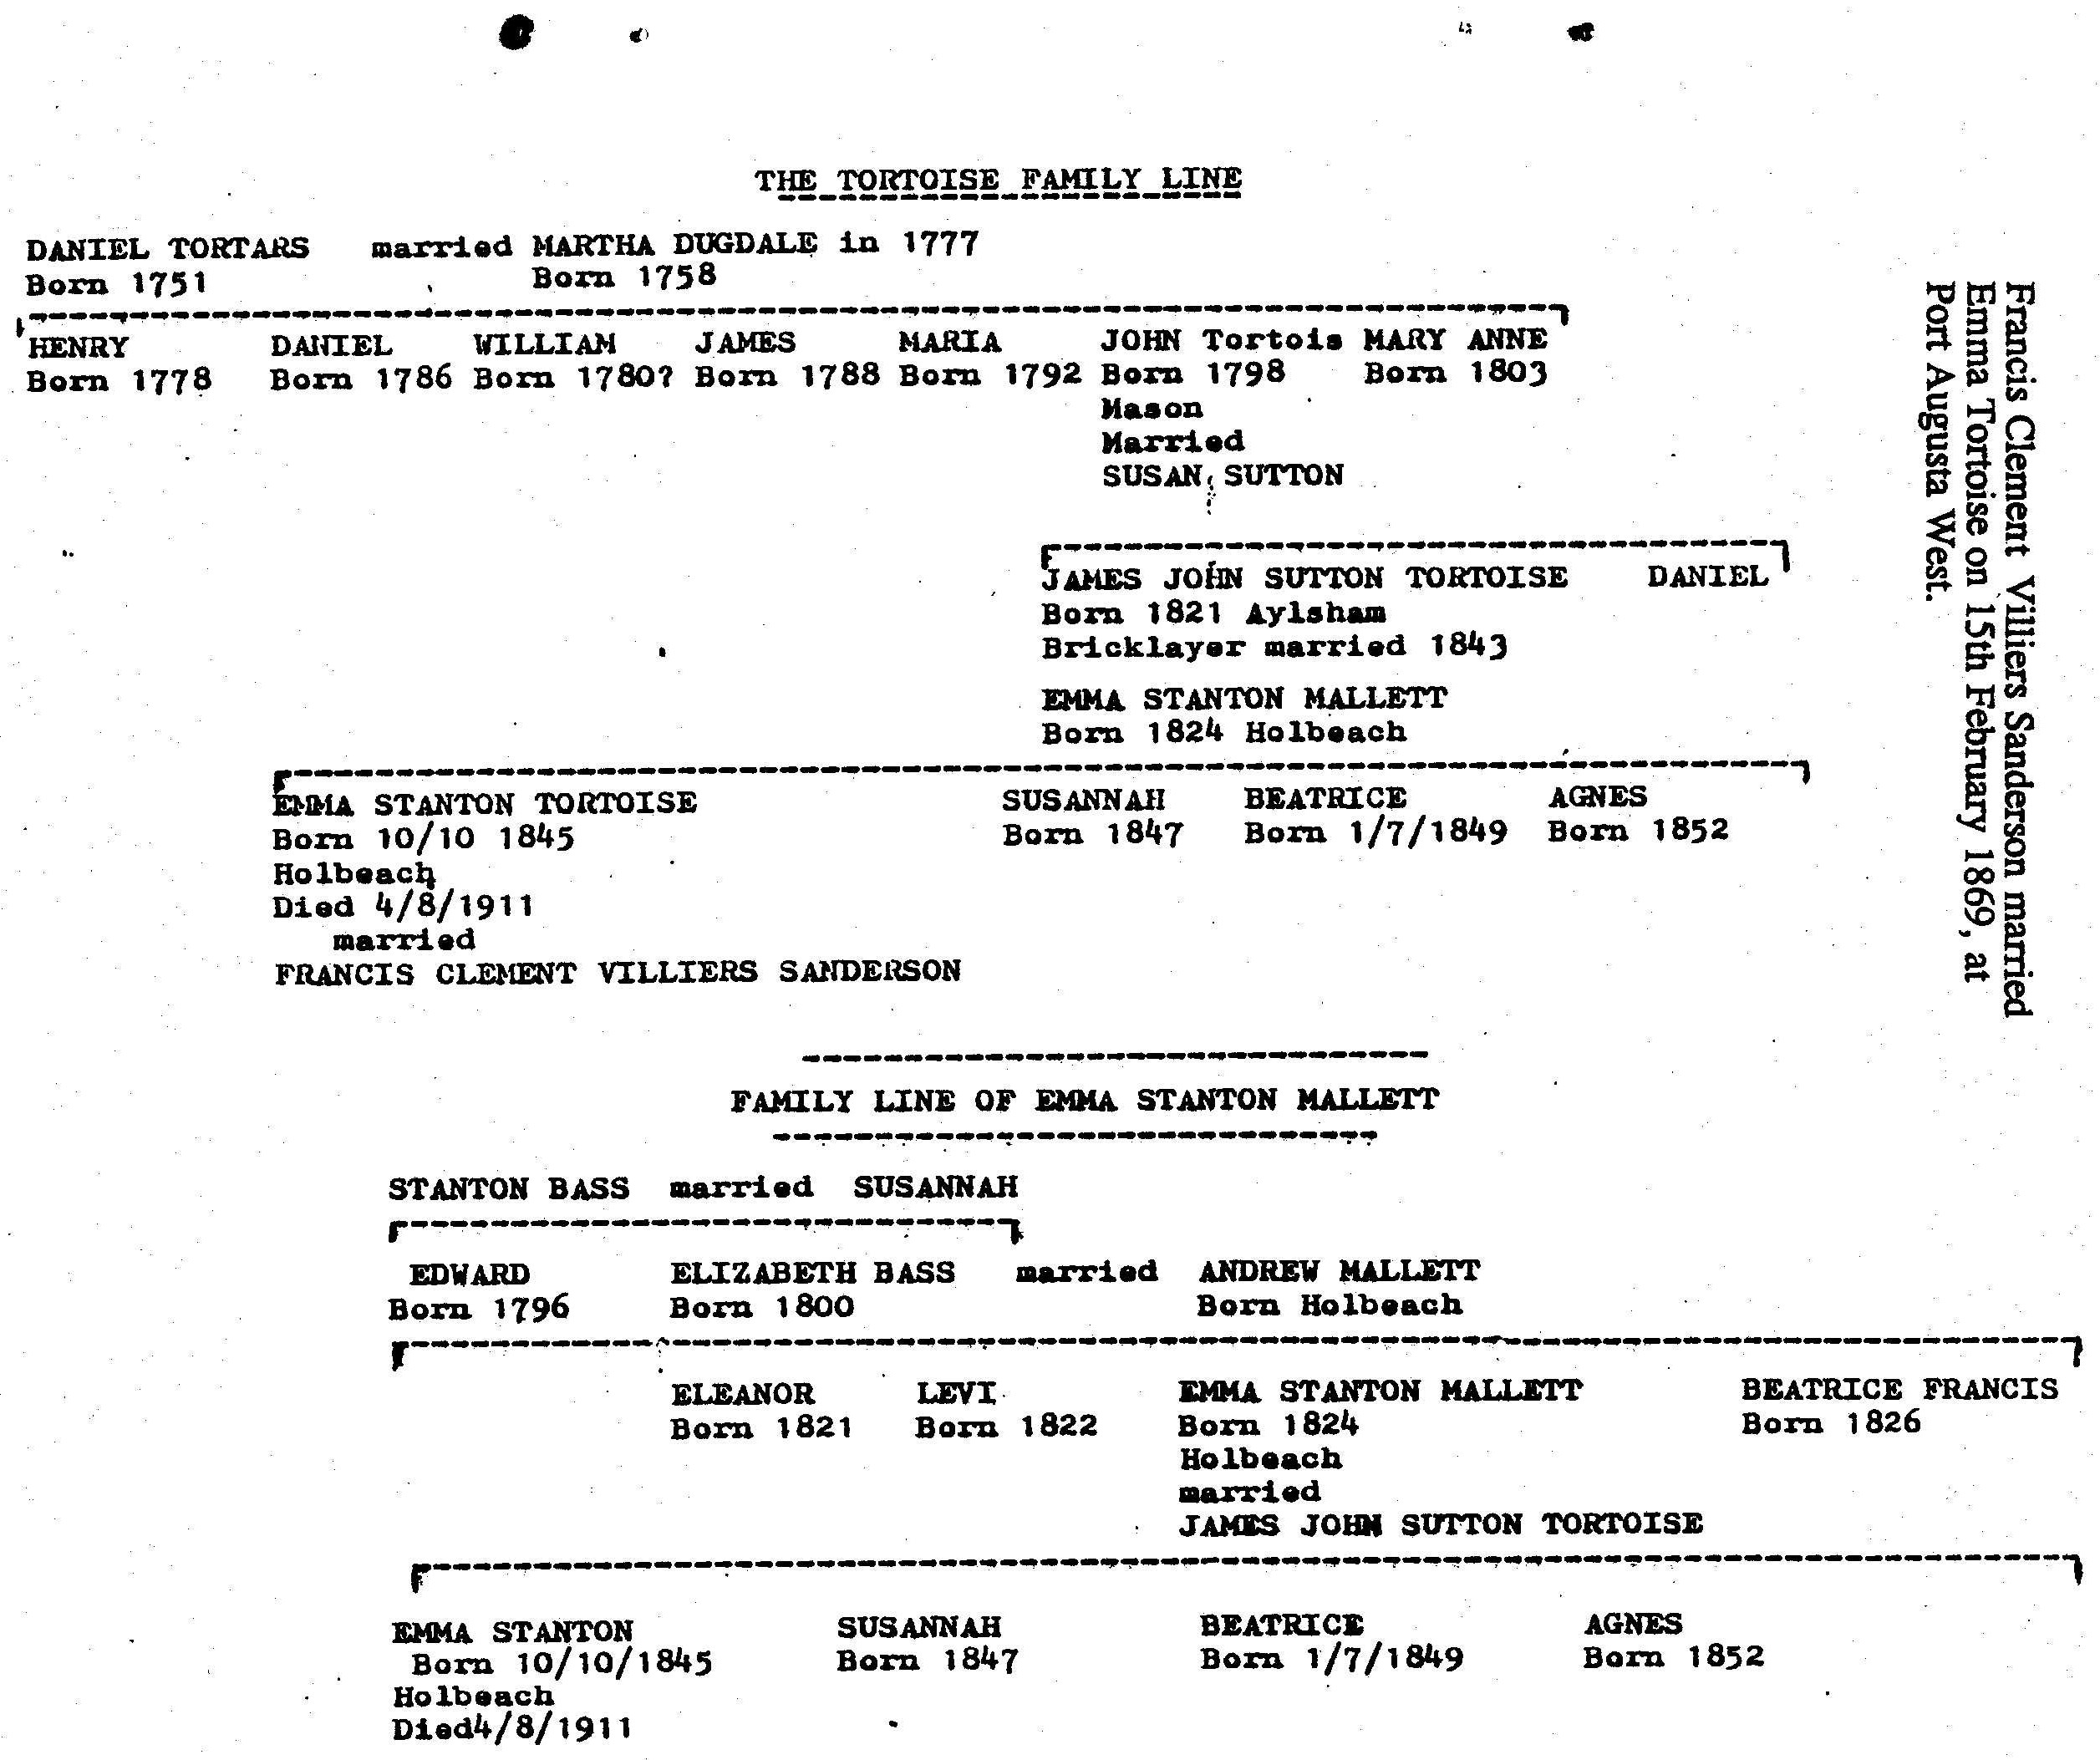 THE TORTOISE FAMILY LINE
DANIEL TORTARS married MARTHA DUGDALE in 1777
Born 1751 Born 1758
HENRY DANIEL WILLIAM JAMES MARIA JOHN Tortois MARY ANNE
Born 1778 Born 1786 Born 1780? Born 1788 Born 1792 Born 1798 Born 1803
Mason
Married
SUSAN SUTTON
JAMES JOHN SUTTON TORTOISE DANIEL
Born 1821 Aylsham
Bricklayer married 1843
EMMA STANTON MALLETT
Born 1824 Holbeach
EMMA STANTON TORTOISE SUSANNAH BEATRICE AGNES
Born 10/10 1845 Born 1847 Born 1/7/1849 Born 1852
Holbeach
Died 4/8/1911
married
FRANCIS CLEMENT VILLIERS SANDERSON
Francis Clement Villiers Sanderson married
Emma Tortoise on 15th February 1869, at
Port Augusta West.
FAMILY LINE OF EMMA STANTON MALLETT
STANTON BASS married SUSANNAH
EDWARD ELIZABETH BASS married ANDREW MALLETT
Born 1796 Born 1800 Born Holbeach
ELEANOR LEVI EMMA STANTON MALLETT BEATRICE FRANCIS
Born 1821 Born 1822 Born 1824 Born 1826
Holbeach
married
JAMES JOHN SUTTON TORTOISE
EMMA STANTON SUSANNAH BEATRICE AGNES
Born 10/10/1845 Born 1847 Born 1/7/1849 Born 1852
Holbeach
Died4/8/1911